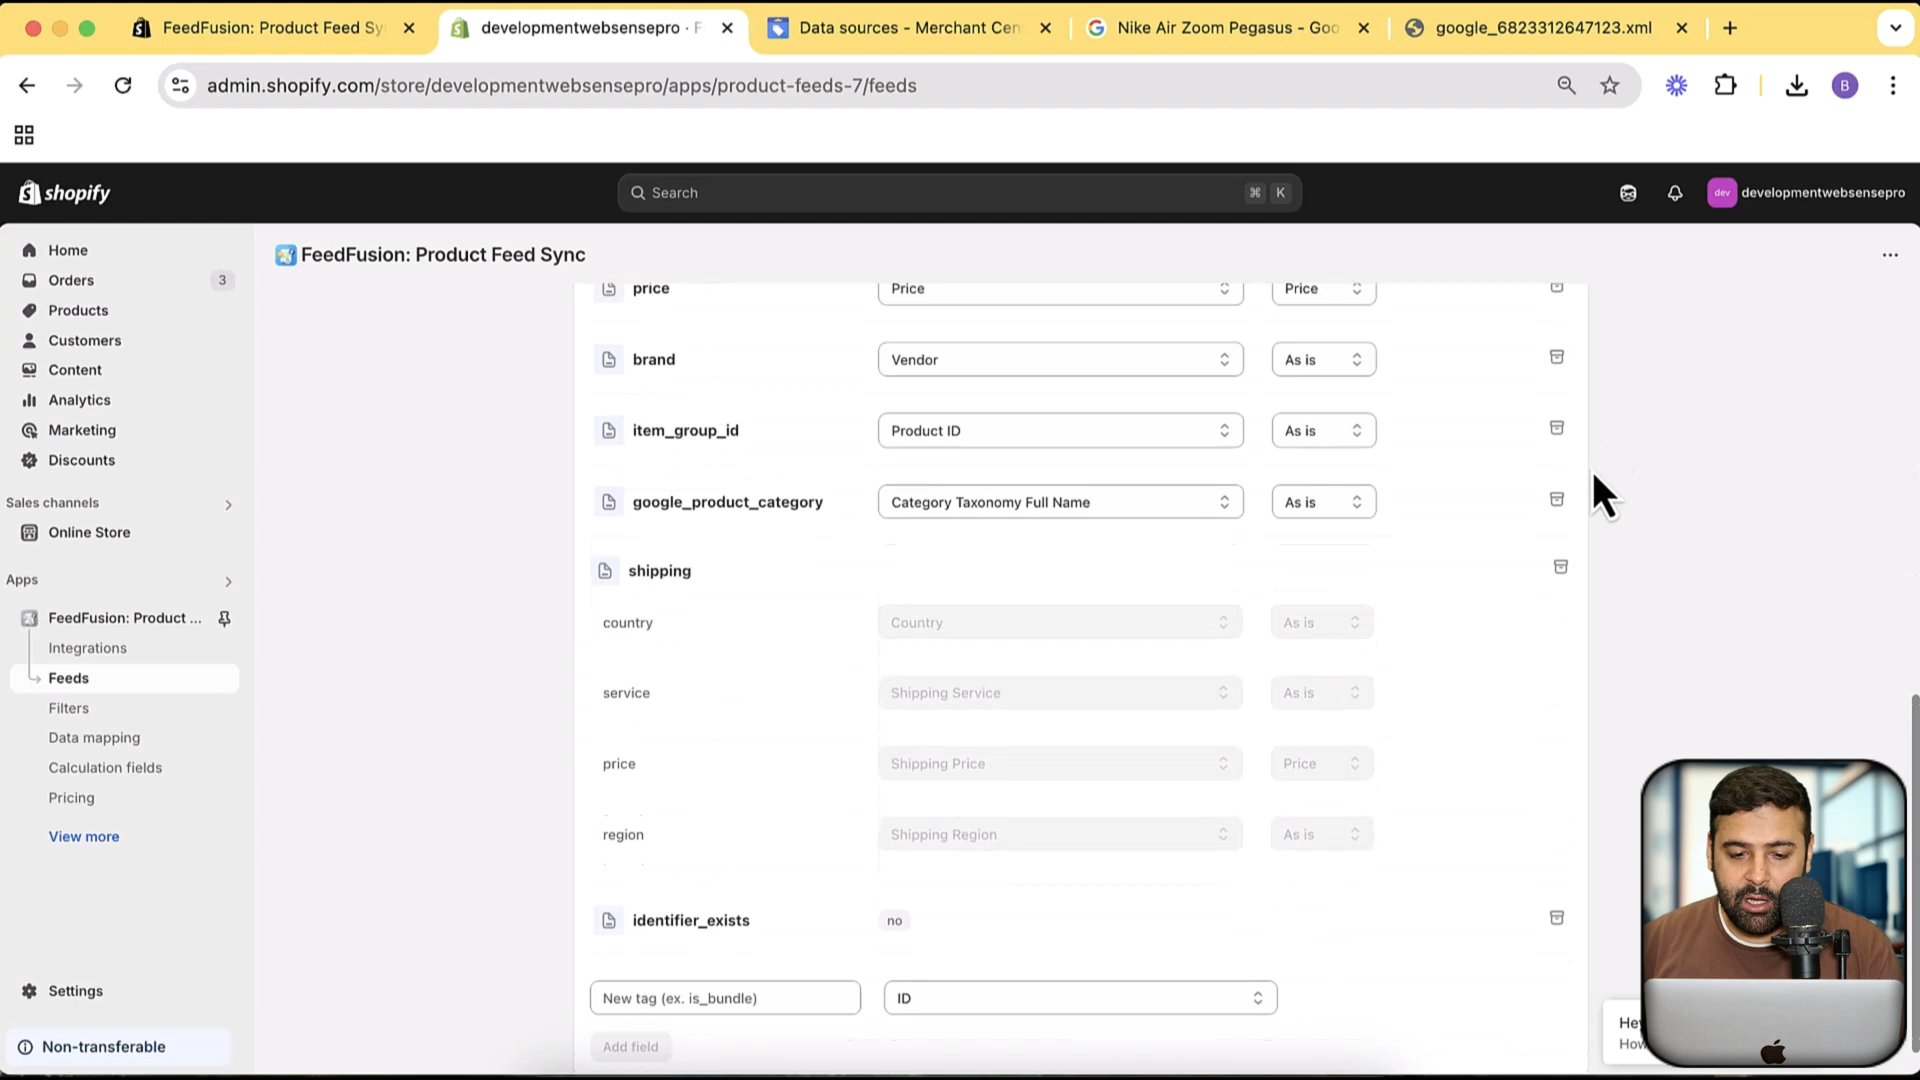 FeedFusion: Product Feed Sy
developmentwebsensepro · F
Data sources - Merchant Cen
Nike Air Zoom Pegasus - Goo
google_6823312647123.xml
admin.shopify.com/store/developmentwebsensepro/apps/product-feeds-7/feeds
B
shopify
Search
⌘ K
dev
developmentwebsensepro
Home
Orders 3
Products
Customers
Content
Analytics
Marketing
Discounts
Sales channels
Online Store
Apps
FeedFusion: Product ...
Integrations
Feeds
Filters
Data mapping
Calculation fields
Pricing
View more
Settings
Non-transferable
FeedFusion: Product Feed Sync
price Price Price
brand Vendor As is
item_group_id Product ID As is
google_product_category Category Taxonomy Full Name As is
shipping
country Country As is
service Shipping Service As is
price Shipping Price Price
region Shipping Region As is
identifier_exists no
New tag (ex. is_bundle) ID
Add field
Hey
How